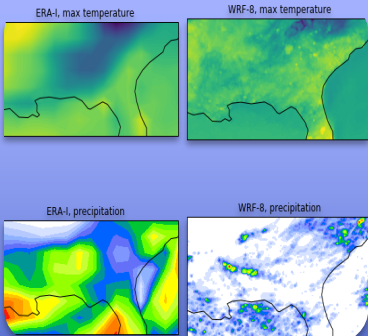 ERA-I, max temperature
WRF-8, max temperature
ERA-I, precipitation
WRF-8, precipitation